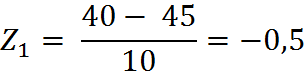 Z₁ = (40 − 45) / 10 = −0,5